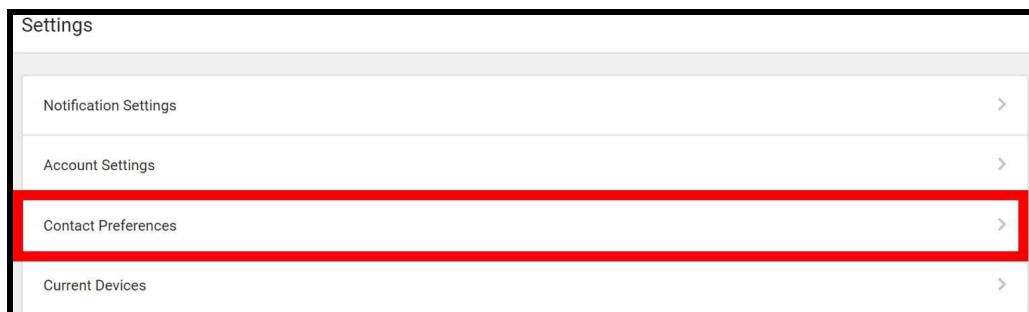 Settings
Notification Settings
Account Settings
Contact Preferences
Current Devices